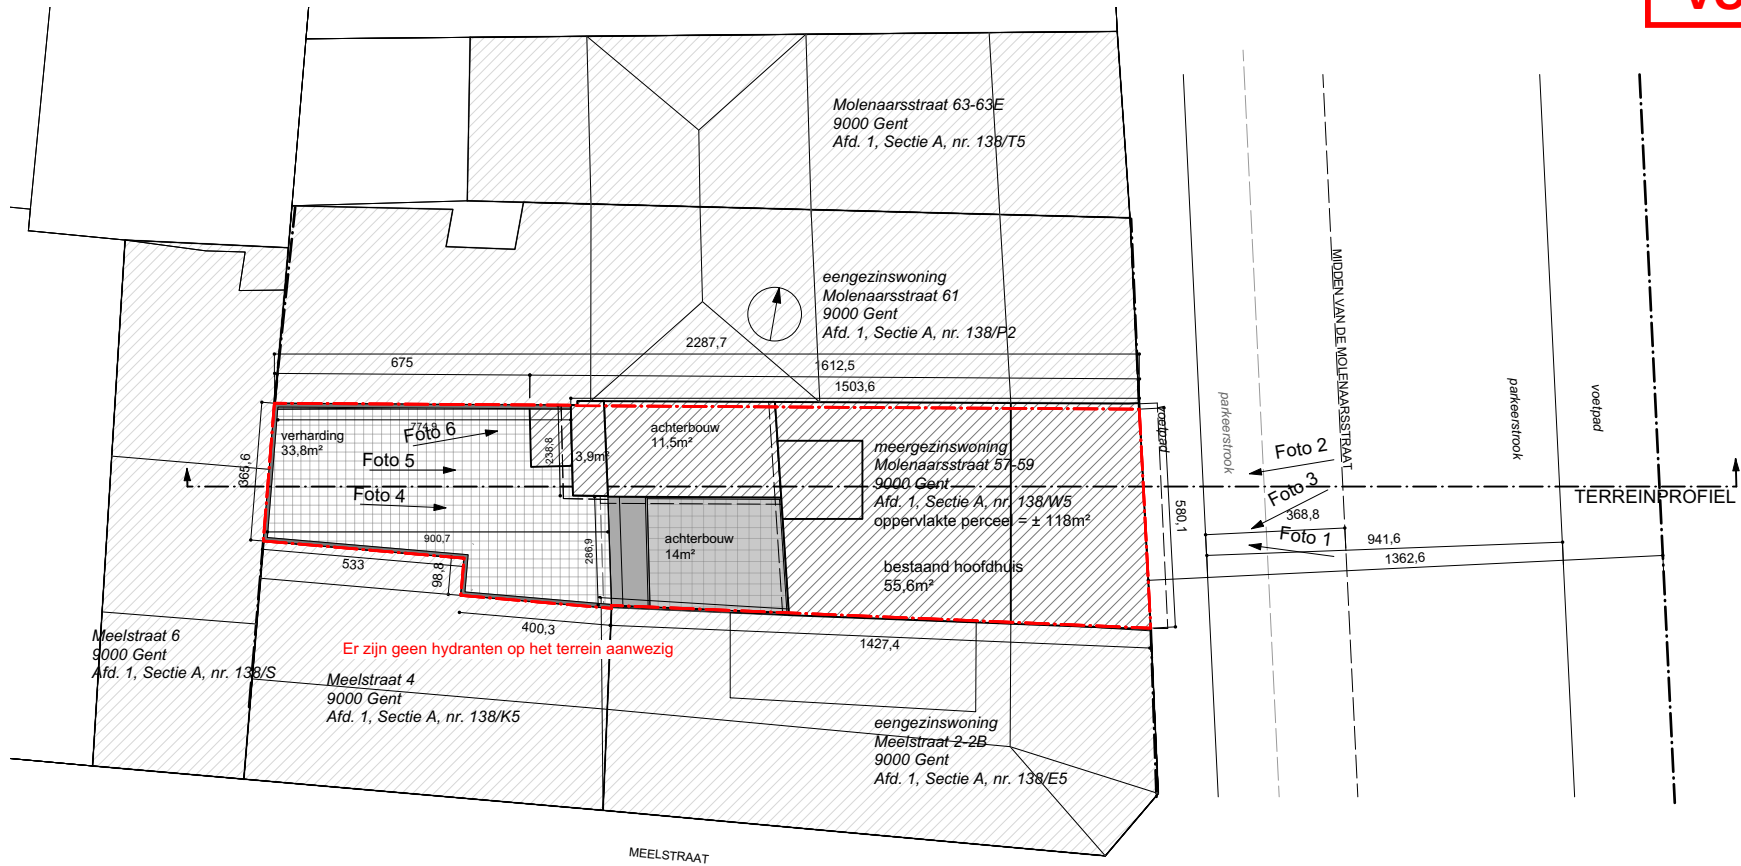 Molenaarsstraat 63-63E
9000 Gent
Afd. 1, Sectie A, nr. 138/T5
eengezinswoning
Molenaarsstraat 61
9000 Gent
Afd. 1, Sectie A, nr. 138/P2
2287,7
675
1612,5
1503,6
774,9
verharding
33,8m²
Foto 6
Foto 5
Foto 4
365,6
238,8
3,9m²
achterbouw
11,5m²
meergezinswoning
Molenaarsstraat 57-59
9000 Gent
Afd. 1, Sectie A, nr. 138/W5
oppervlakte perceel = ± 118m²
bestaand hoofdhuis
55,6m²
achterbouw
14m²
900,7
286,9
533
98,8
400,3
1427,4
580,1
voetpad
parkeerstrook
MIDDEN VAN DE MOLENAARSSTRAAT
parkeerstrook
voetpad
Foto 2
Foto 3
368,8
Foto 1
941,6
1362,6
TERREINPROFIEL
Er zijn geen hydranten op het terrein aanwezig
Meelstraat 6
9000 Gent
Afd. 1, Sectie A, nr. 138/S
Meelstraat 4
9000 Gent
Afd. 1, Sectie A, nr. 138/K5
eengezinswoning
Meelstraat 2-2B
9000 Gent
Afd. 1, Sectie A, nr. 138/E5
MEELSTRAAT